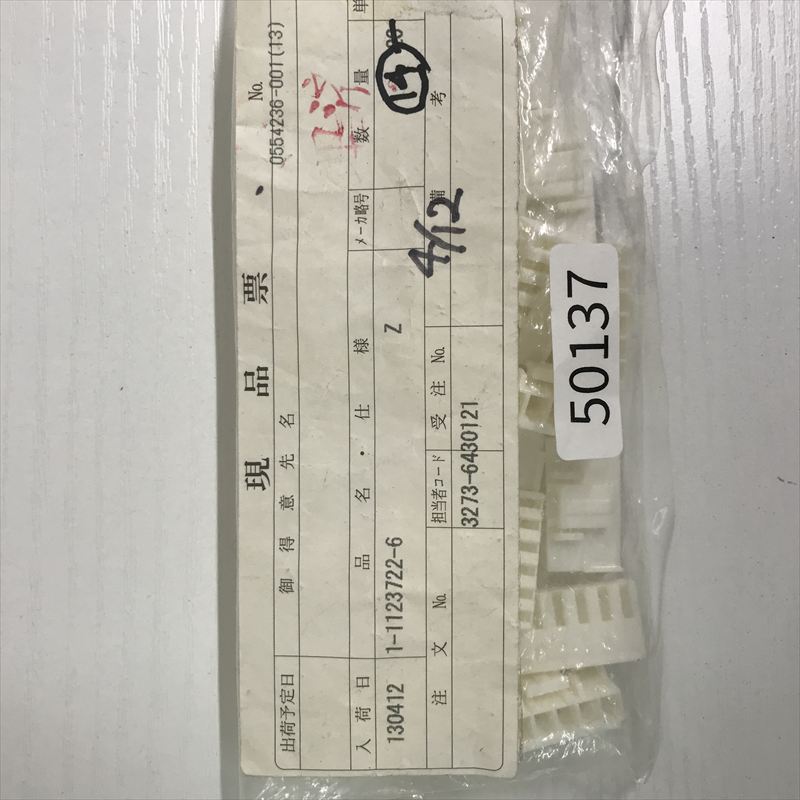 現品票
No.
0554236-001(13)
出荷予定日
御得意先名
入荷日
品名・仕様
メーカ略号
数量
単
130412
1-1123722-6
Z
20
注文No.
担当者コード
受注No.
備考
3273-6430121
4/12
50137